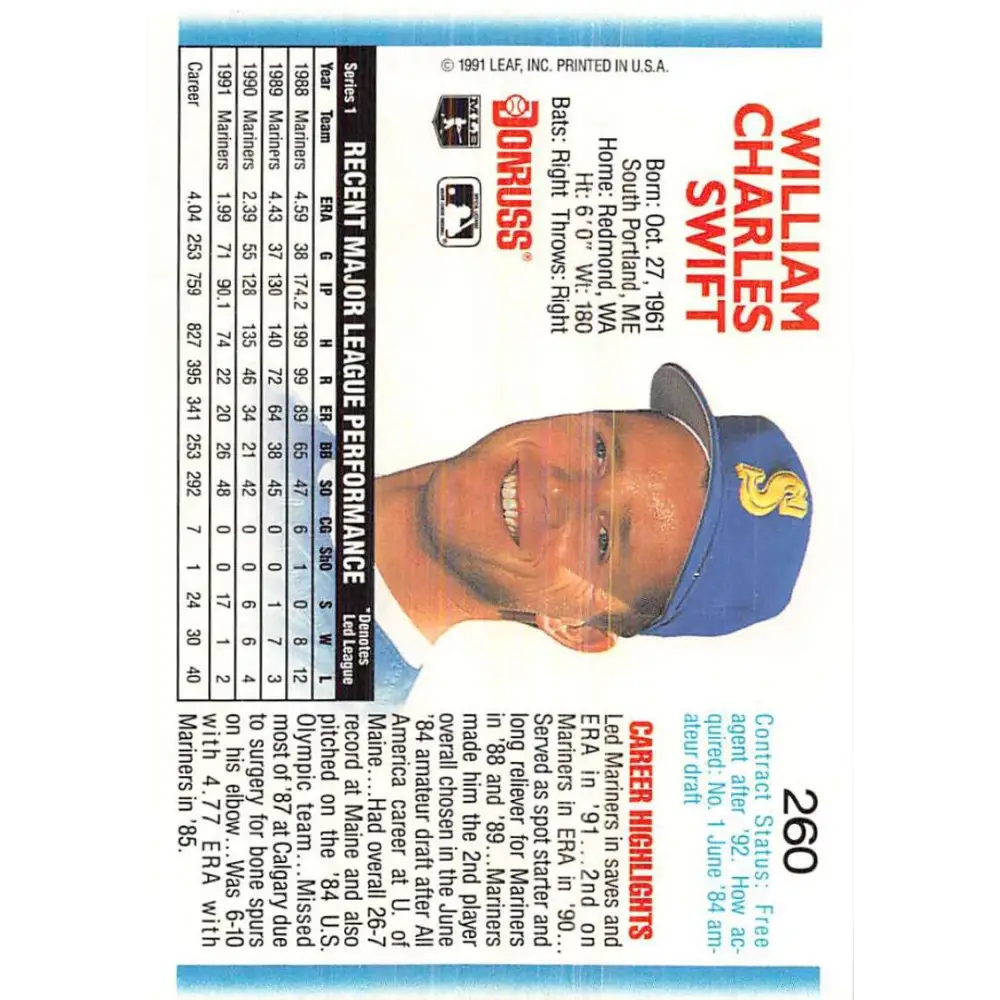 260
WILLIAM
CHARLES
SWIFT
Born: Oct. 27, 1961
South Portland, ME
Home: Redmond, WA
Ht: 6'0" Wt: 180
Bats: Right Throws: Right
DONRUSS®
MLB
© 1991 LEAF, INC. PRINTED IN U.S.A.
Contract Status: Free
agent after '92. How ac-
quired: No. 1 June '84 am-
ateur draft
CAREER HIGHLIGHTS
Led Mariners in saves and
ERA in '91...2nd on
Mariners in ERA in '90...
Served as spot starter and
long reliever for Mariners
in '88 and '89...Mariners
made him the 2nd player
overall chosen in the June
'84 amateur draft after All
America career at U. of
Maine...Had overall 26-7
record at Maine and also
pitched on the '84 U.S.
Olympic team...Missed
most of '87 at Calgary due
to surgery for bone spurs
on his elbow...Was 6-10
with 4.77 ERA with
Mariners in '85.
Series 1 RECENT MAJOR LEAGUE PERFORMANCE *Denotes Led League
Year Team ERA G IP H R ER BB SO CG ShO S W L
1988 Mariners 4.59 38 174.2 199 99 89 65 47 6 1 0 8 12
1989 Mariners 4.43 37 130 140 72 64 38 45 0 0 1 7 3
1990 Mariners 2.39 55 128 135 46 34 21 42 0 0 6 6 4
1991 Mariners 1.99 71 90.1 74 22 20 26 48 0 0 17 1 2
Career 4.04 253 759 827 395 341 253 292 7 1 24 30 40